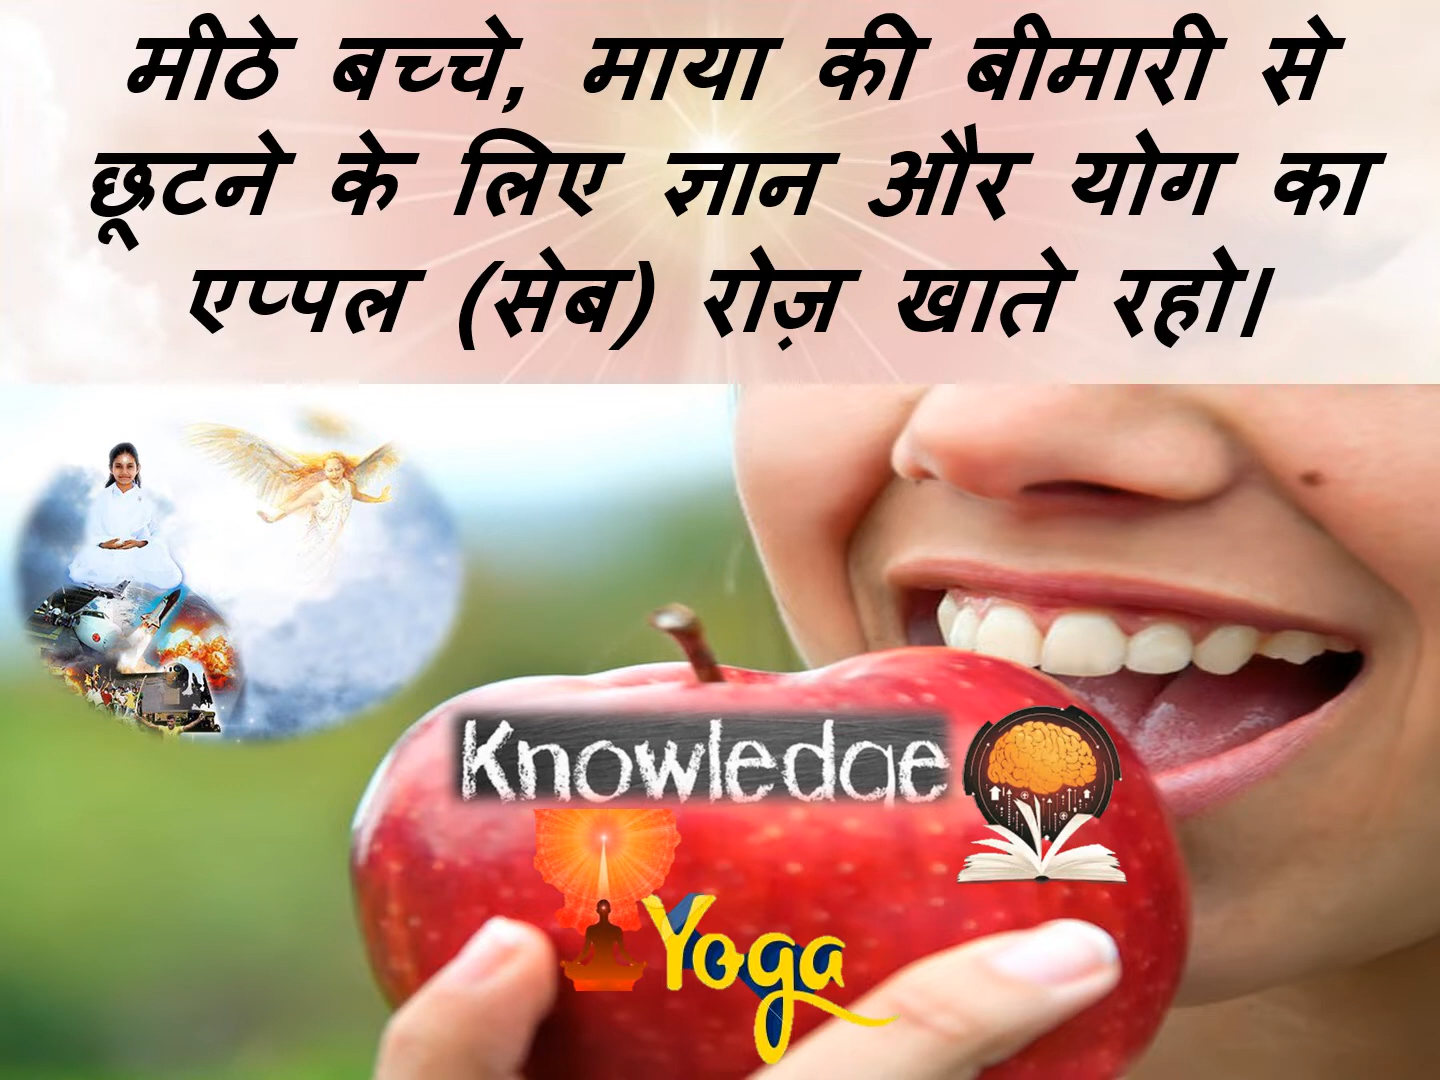 मीठे बच्चे, माया की बीमारी से
छूटने के लिए ज्ञान और योग का
एप्पल (सेब) रोज़ खाते रहो।
Knowledge
Yoga